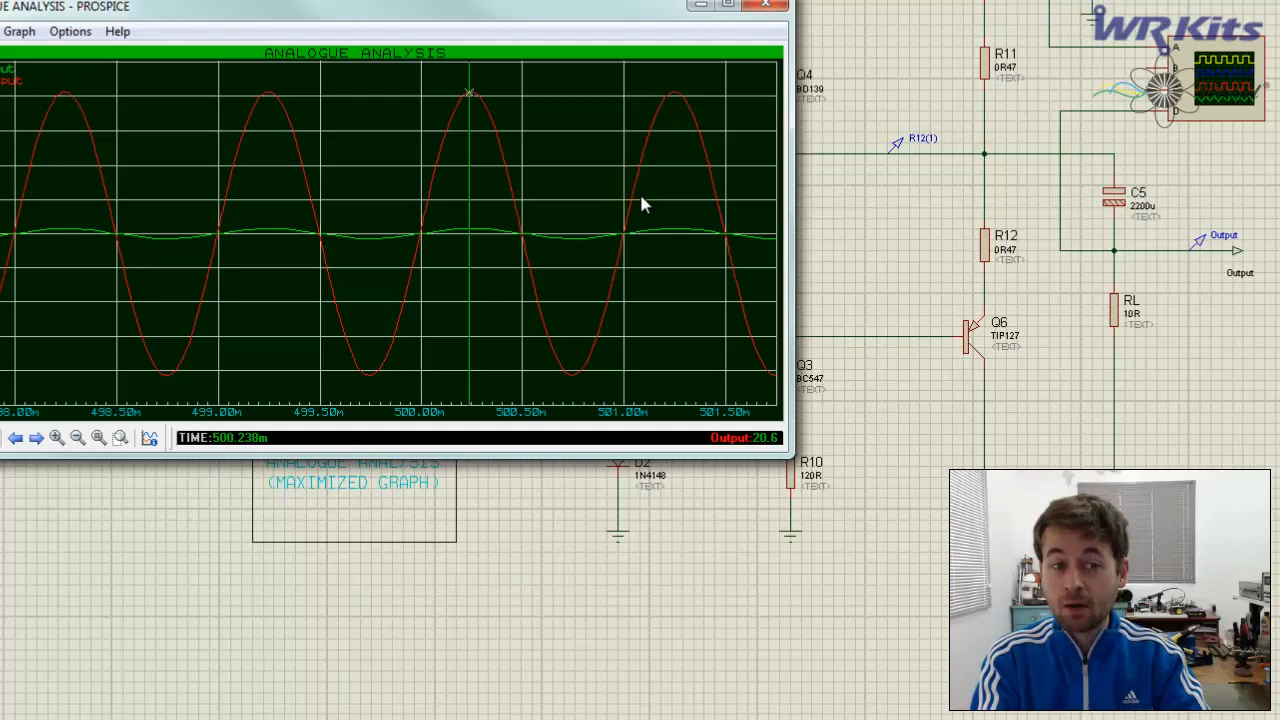 UE ANALYSIS - PROSPICE
Graph Options Help
ANALOGUE ANALYSIS
498.50m 499.00m 499.50m 500.00m 500.50m 501.00m 501.50m
TIME:500.238m
Output:20.6
ANALOGUE ANALYSIS
(MAXIMIZED GRAPH)
WR Kits
A
B
D
R11
0R47
<TEXT>
Q4
BD139
<TEXT>
R12(1)
C5
2200u
<TEXT>
R12
0R47
<TEXT>
Output
Output
RL
10R
<TEXT>
Q6
TIP127
<TEXT>
Q3
BC547
<TEXT>
D2
1N4148
<TEXT>
R10
120R
<TEXT>